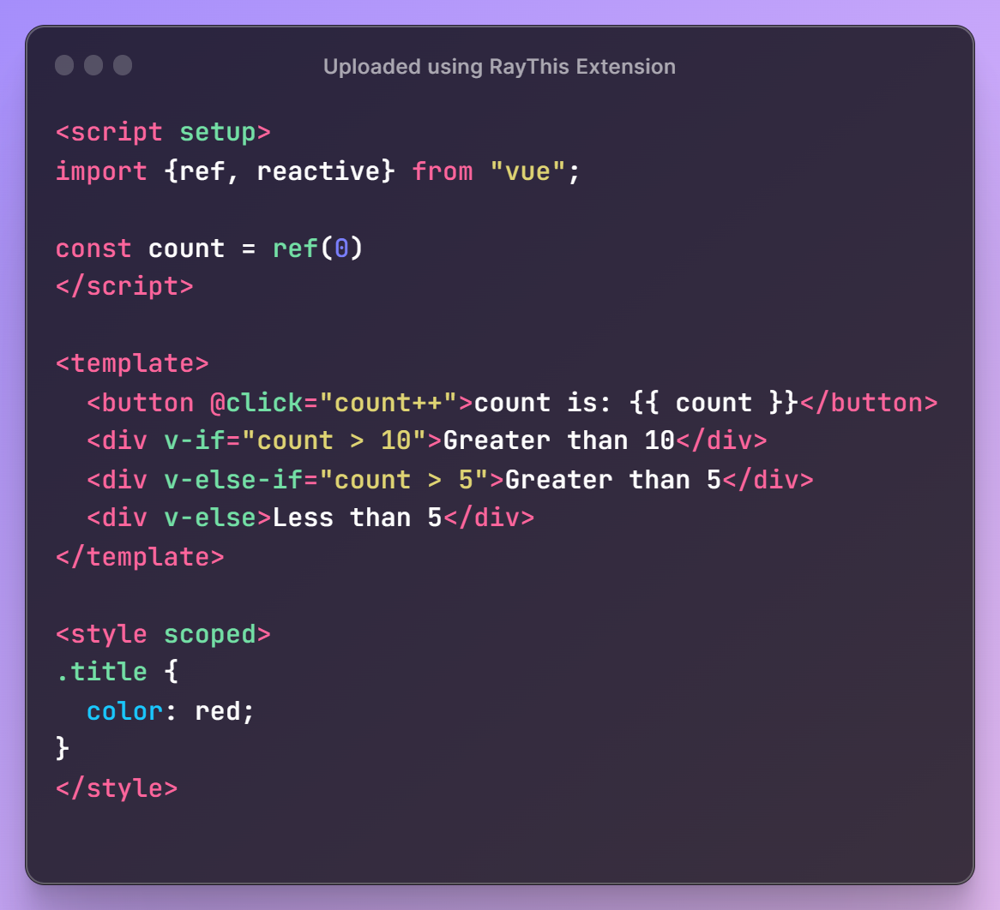 Uploaded using RayThis Extension
<script setup>
import {ref, reactive} from "vue";
const count = ref(0)
</script>
<template>
  <button @click="count++">count is: {{ count }}</button>
  <div v-if="count > 10">Greater than 10</div>
  <div v-else-if="count > 5">Greater than 5</div>
  <div v-else>Less than 5</div>
</template>
<style scoped>
.title {
  color: red;
}
</style>